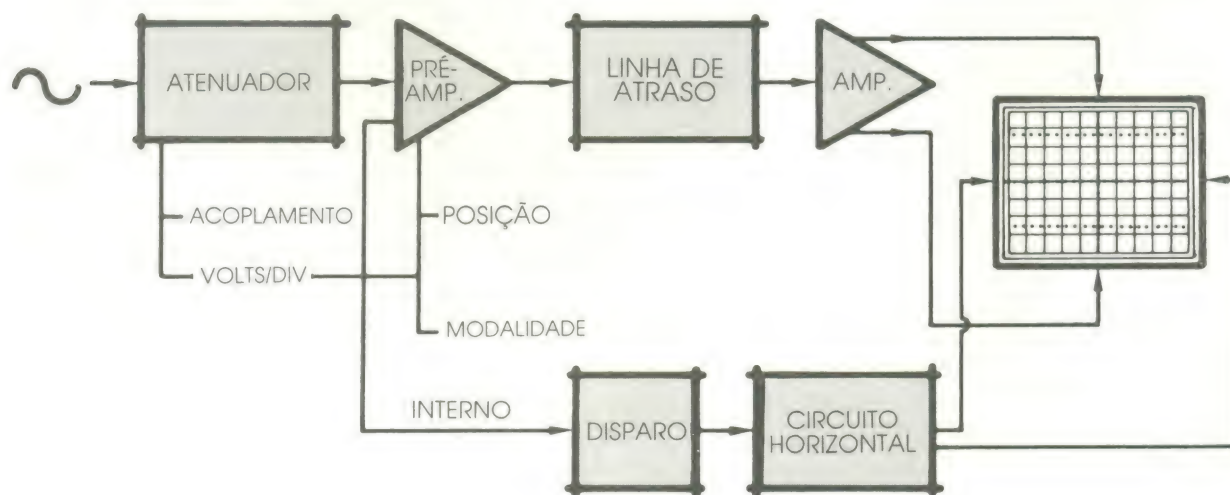 ATENUADOR
PRÉ-
AMP.
LINHA DE
ATRASO
AMP.
ACOPLAMENTO
POSIÇÃO
VOLTS/DIV
MODALIDADE
INTERNO
DISPARO
CIRCUITO
HORIZONTAL